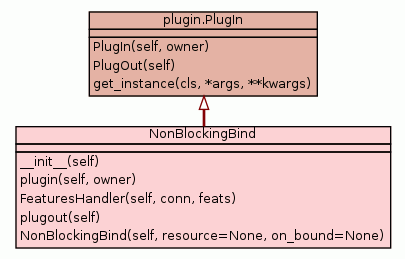 plugin.PlugIn
PlugIn(self, owner)
PlugOut(self)
get_instance(cls, *args, **kwargs)
NonBlockingBind
__init__(self)
plugin(self, owner)
FeaturesHandler(self, conn, feats)
plugout(self)
NonBlockingBind(self, resource=None, on_bound=None)